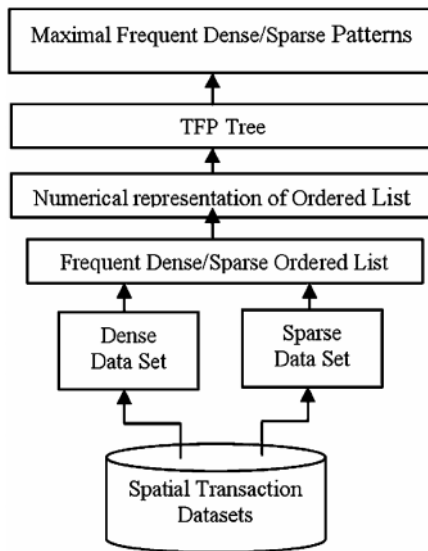 Maximal Frequent Dense/Sparse Patterns
TFP Tree
Numerical representation of Ordered List
Frequent Dense/Sparse Ordered List
Dense
Data Set
Sparse
Data Set
Spatial Transaction
Datasets